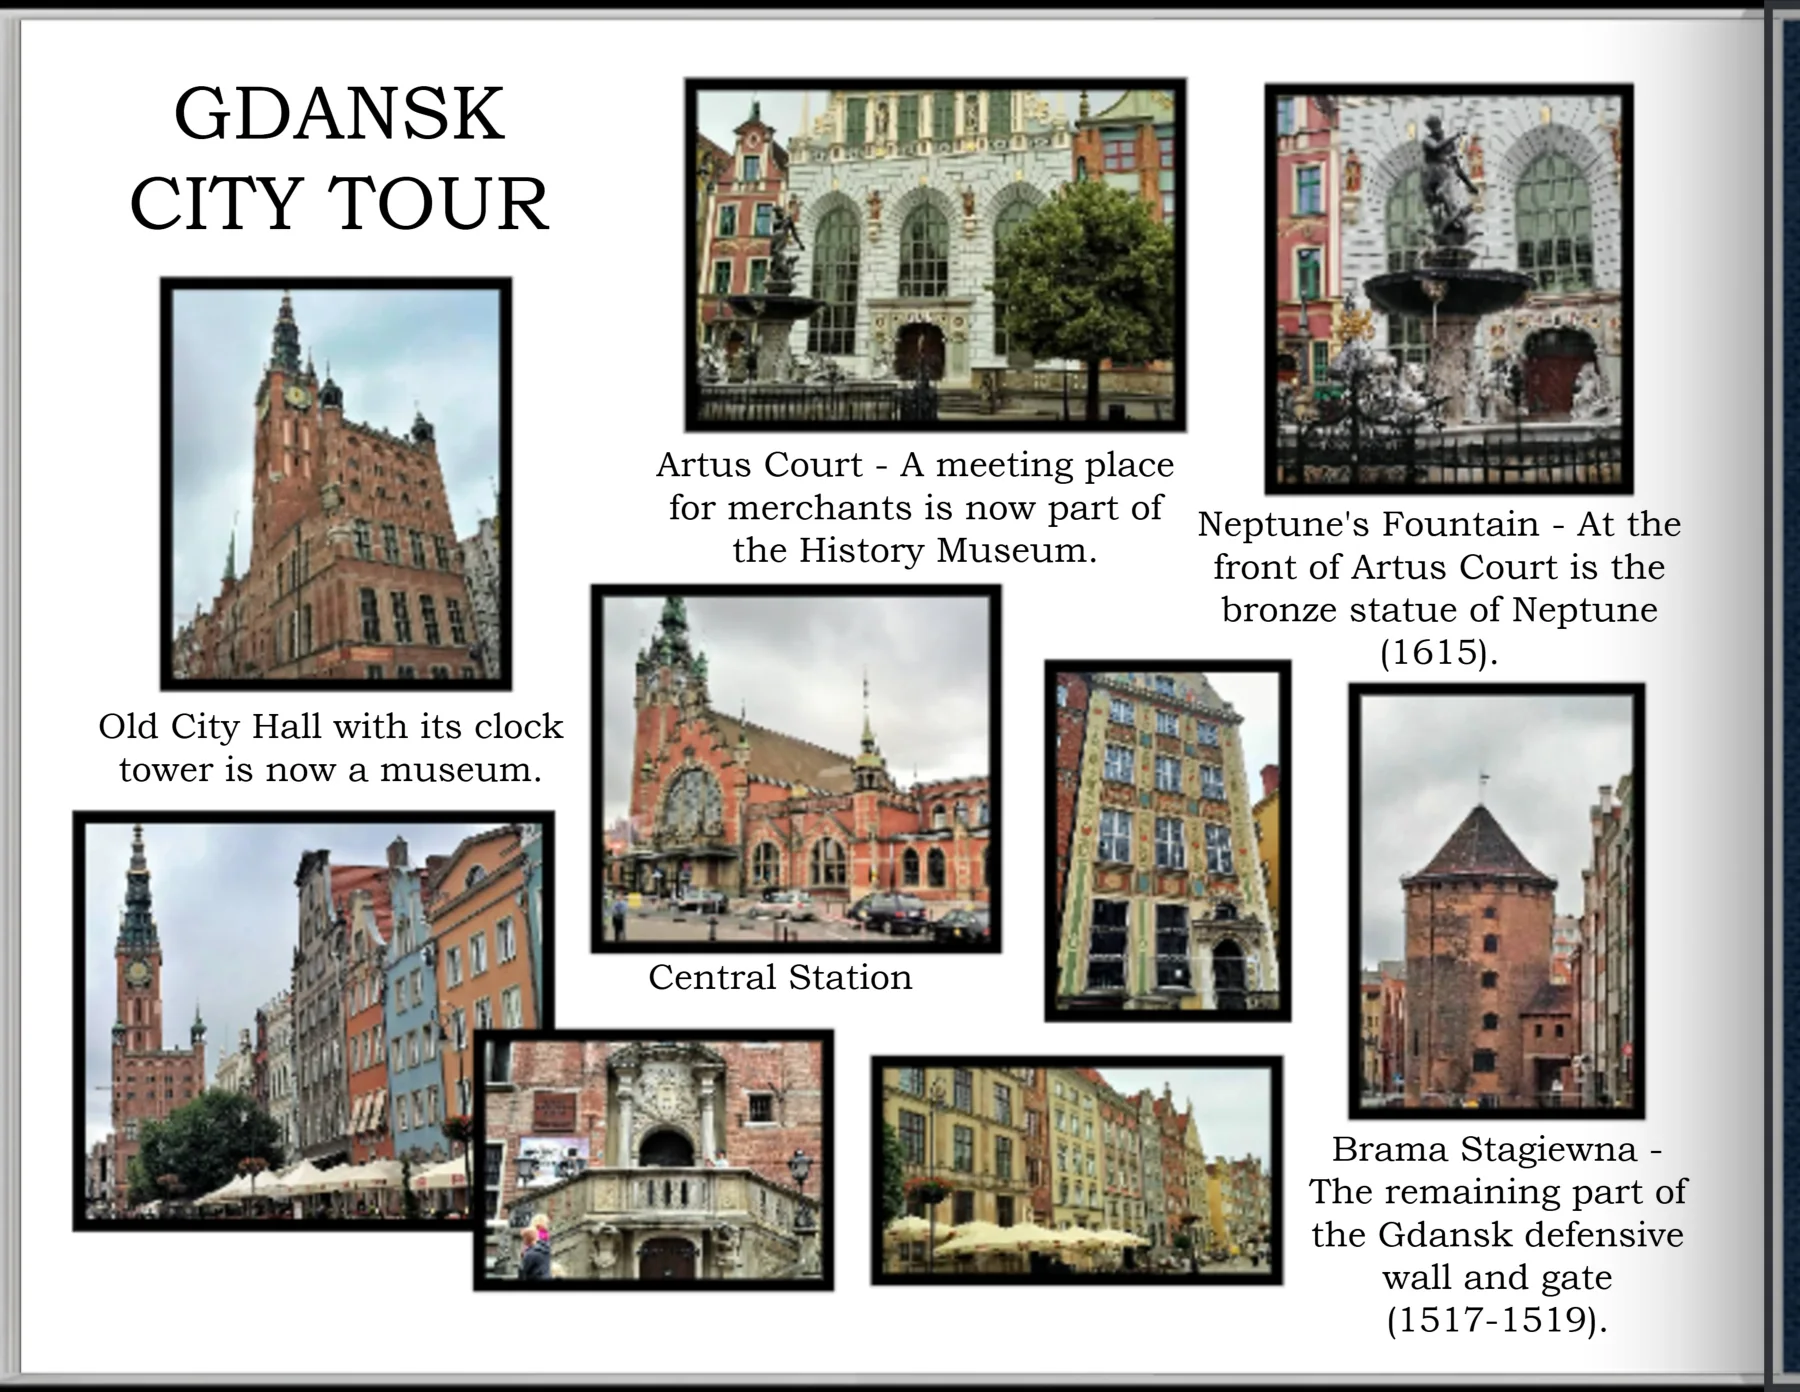 GDANSK
CITY TOUR
Artus Court - A meeting place
for merchants is now part of
the History Museum.
Neptune's Fountain - At the
front of Artus Court is the
bronze statue of Neptune
(1615).
Old City Hall with its clock
tower is now a museum.
Central Station
Brama Stagiewna -
The remaining part of
the Gdansk defensive
wall and gate
(1517-1519).